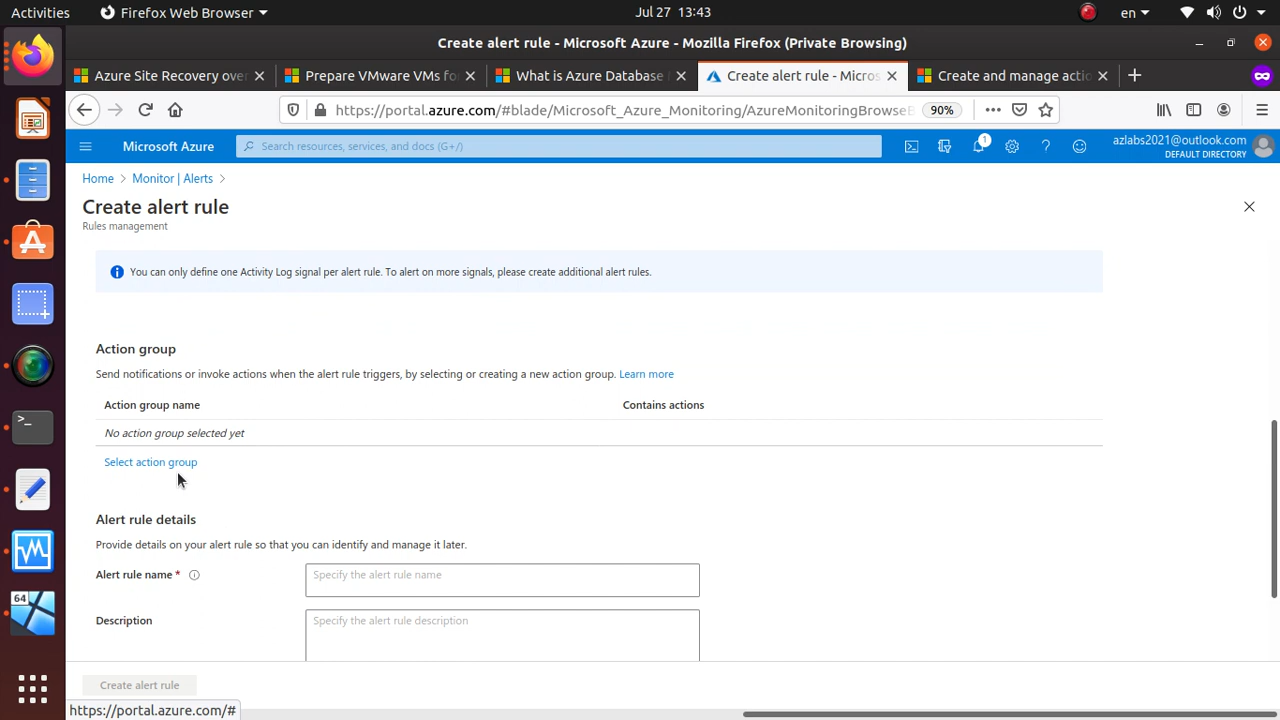 Activities
Firefox Web Browser
Jul 27 13:43
en
Create alert rule - Microsoft Azure - Mozilla Firefox (Private Browsing)
Azure Site Recovery over
Prepare VMware VMs for
What is Azure Database
Create alert rule - Micros
Create and manage actio
https://portal.azure.com/#blade/Microsoft_Azure_Monitoring/AzureMonitoringBrowseB
90%
Microsoft Azure
Search resources, services, and docs (G+/)
1
azlabs2021@outlook.com
DEFAULT DIRECTORY
Home
Monitor | Alerts
Create alert rule
Rules management
You can only define one Activity Log signal per alert rule. To alert on more signals, please create additional alert rules.
Action group
Send notifications or invoke actions when the alert rule triggers, by selecting or creating a new action group. Learn more
Action group name
Contains actions
No action group selected yet
Select action group
Alert rule details
Provide details on your alert rule so that you can identify and manage it later.
Alert rule name *
Specify the alert rule name
Description
Specify the alert rule description
64
Create alert rule
https://portal.azure.com/#